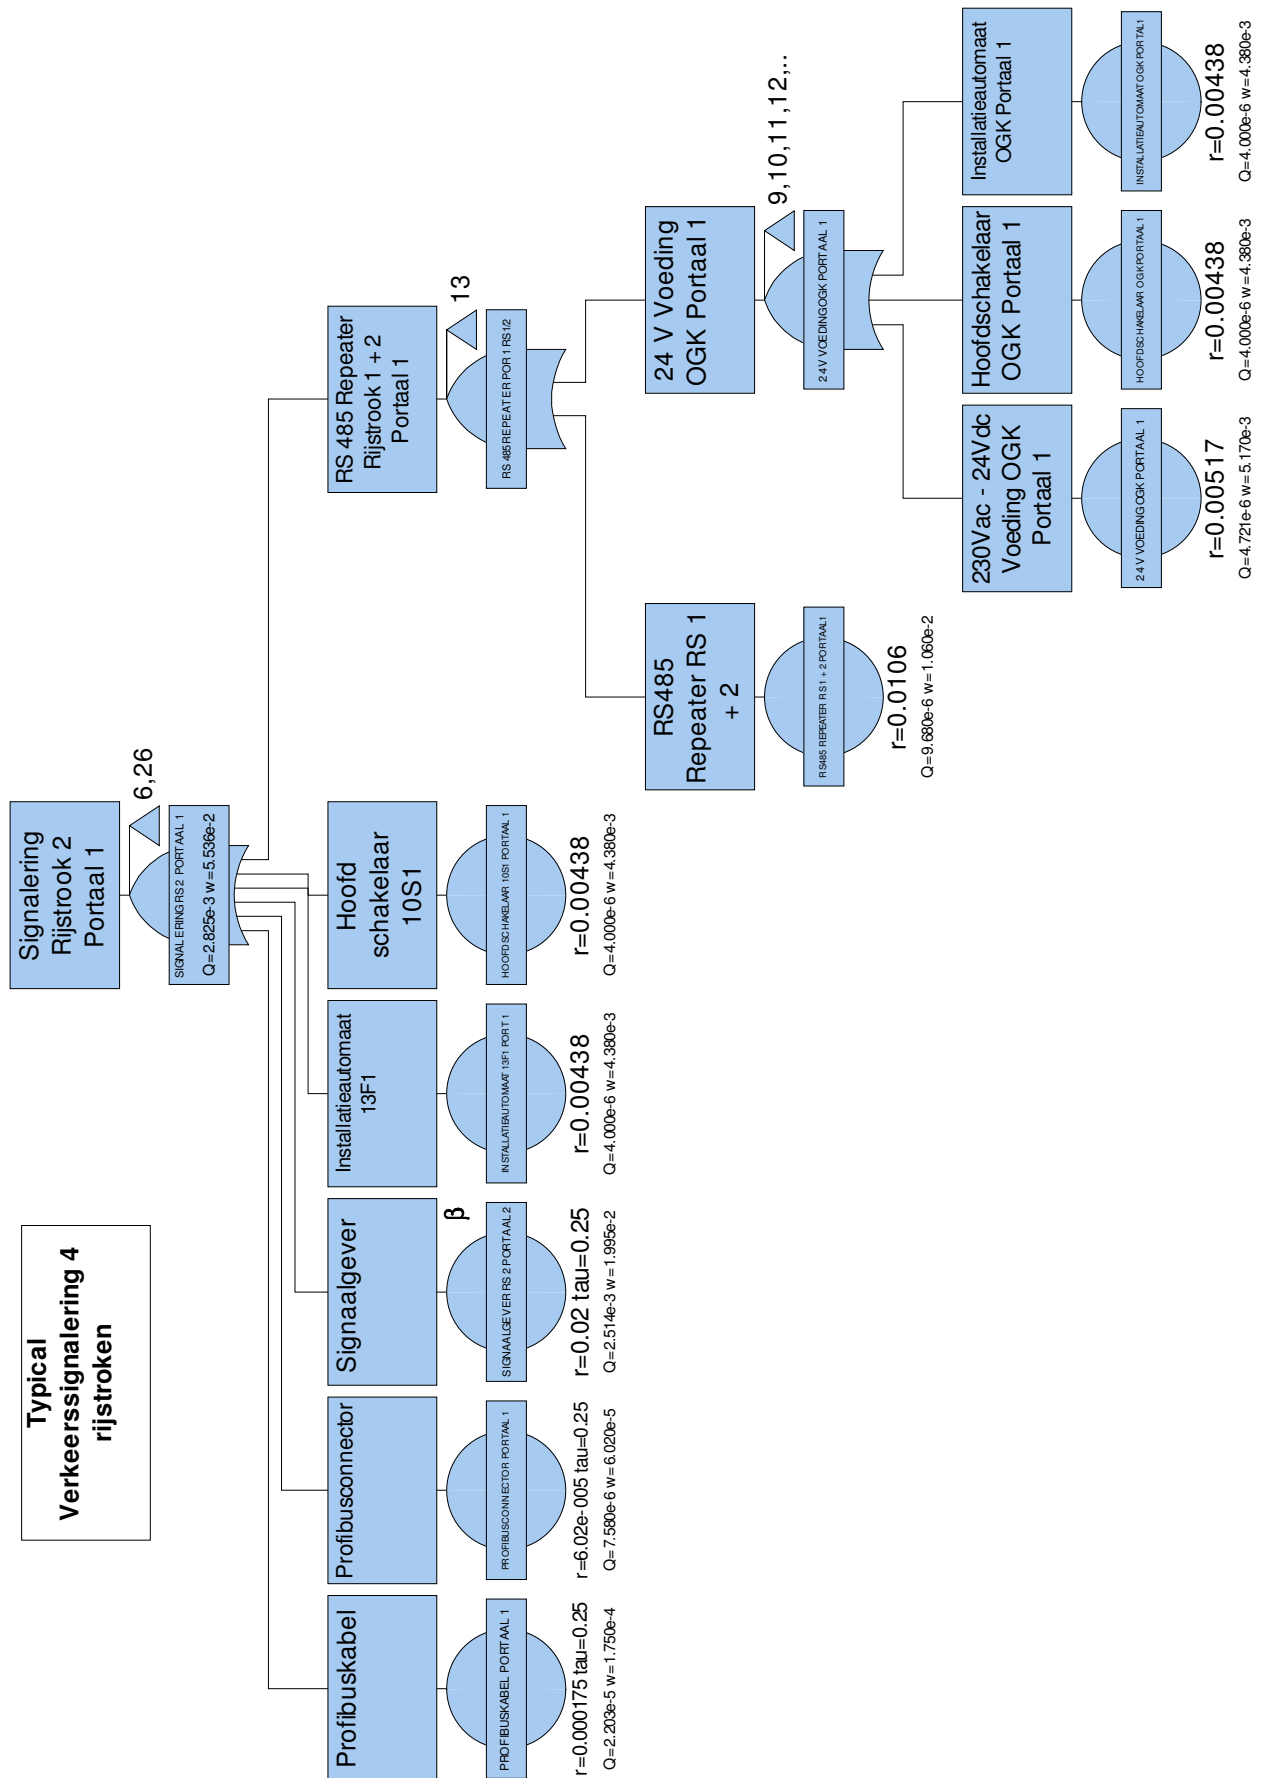 Typical
Verkeerssignalering 4
rijstroken
Signalering
Rijstrook 2
Portaal 1
6,26
SIGNALERING RS 2 PORTAAL 1
Q=2.825e-3 w=5.536e-2
Profibuskabel
PROFIBUSKABEL PORTAAL 1
r=0.000175 tau=0.25
Q=2.203e-5 w=1.750e-4
Profibusconnector
PROFIBUSCONNECTOR PORTAAL 1
r=6.02e-005 tau=0.25
Q=7.580e-6 w=6.020e-5
Signaalgever
β
SIGNAALGEVER RS 2 PORTAAL 2
r=0.02 tau=0.25
Q=2.514e-3 w=1.995e-2
Installatieautomaat
13F1
INSTALLATIEAUTOMAAT 13F1 PORT 1
r=0.00438
Q=4.000e-6 w=4.380e-3
Hoofd
schakelaar
10S1
HOOFDSCHAKELAAR 10S1 PORTAAL 1
r=0.00438
Q=4.000e-6 w=4.380e-3
RS 485 Repeater
Rijstrook 1 + 2
Portaal 1
13
RS 485 REPEATER POR 1 RS 1/2
RS485
Repeater RS 1
+ 2
RS485 REPEATER RS 1 + 2 PORTAAL1
r=0.0106
Q=9.680e-6 w=1.060e-2
24 V Voeding
OGK Portaal 1
9,10,11,12,..
24 V VOEDING OGK PORTAAL 1
230Vac - 24Vdc
Voeding OGK
Portaal 1
24 V VOEDING OGK PORTAAL 1
r=0.00517
Q=4.721e-6 w=5.170e-3
Hoofdschakelaar
OGK Portaal 1
HOOFDSCHAKELAAR OGK PORTAAL1
r=0.00438
Q=4.000e-6 w=4.380e-3
Installatieautomaat
OGK Portaal 1
INSTALLATIEAUTOMAAT OGK PORTAL1
r=0.00438
Q=4.000e-6 w=4.380e-3